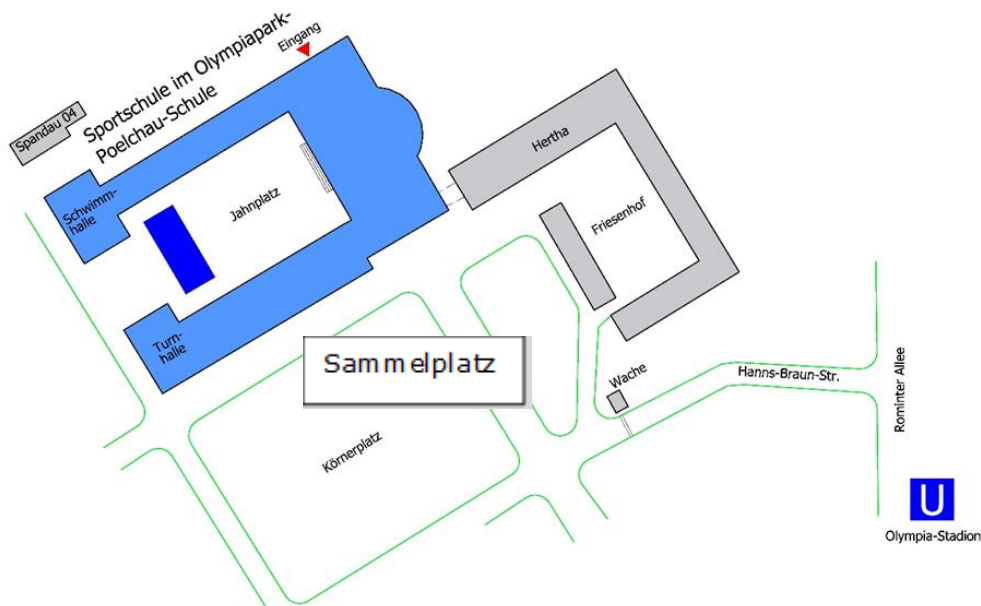 Eingang
Sportschule im Olympiapark-
Poelchau-Schule
Spandau 04
Schwimm-
halle
Jahnplatz
Hertha
Friesenhof
Turn-
halle
Sammelplatz
Wache
Hanns-Braun-Str.
Rominter Allee
Körnerplatz
U
Olympia-Stadion